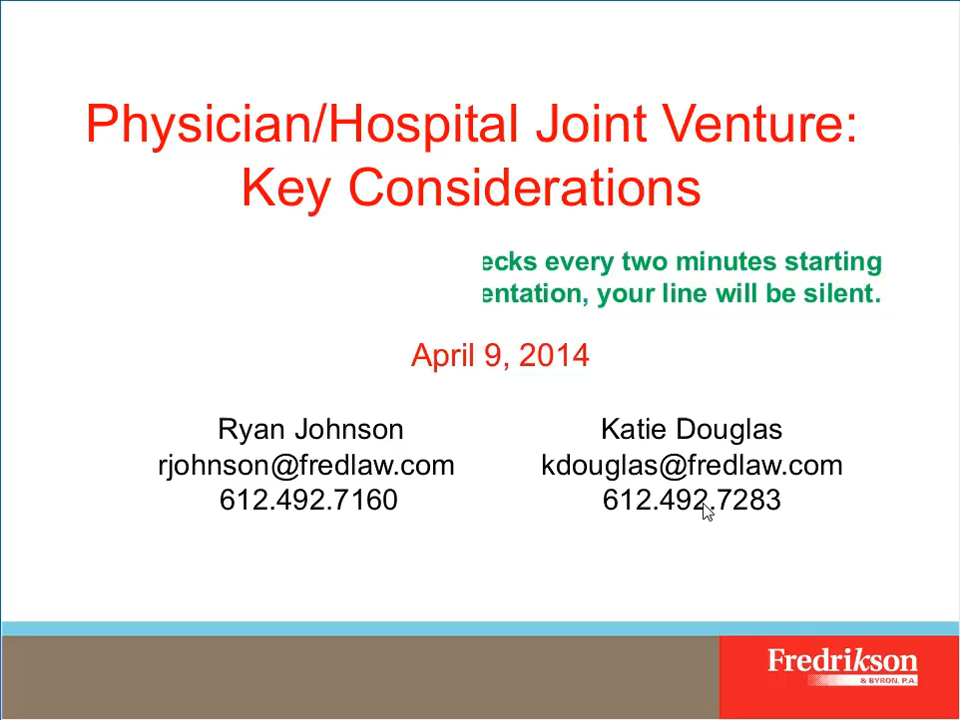 Physician/Hospital Joint Venture:
Key Considerations
ecks every two minutes starting
entation, your line will be silent.
April 9, 2014
Ryan Johnson
rjohnson@fredlaw.com
612.492.7160
Katie Douglas
kdouglas@fredlaw.com
612.492.7283
Fredrikson
& BYRON, P.A.